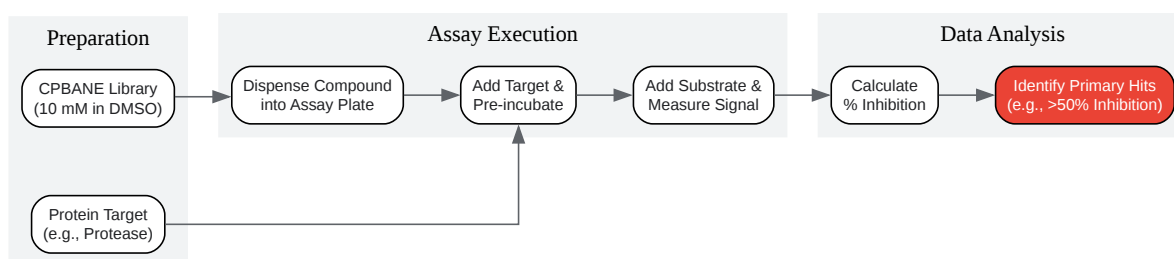 Preparation
CPBANE Library
(10 mM in DMSO)
Protein Target
(e.g., Protease)
Assay Execution
Dispense Compound
into Assay Plate
Add Target &
Pre-incubate
Add Substrate &
Measure Signal
Data Analysis
Calculate
% Inhibition
Identify Primary Hits
(e.g., >50% Inhibition)